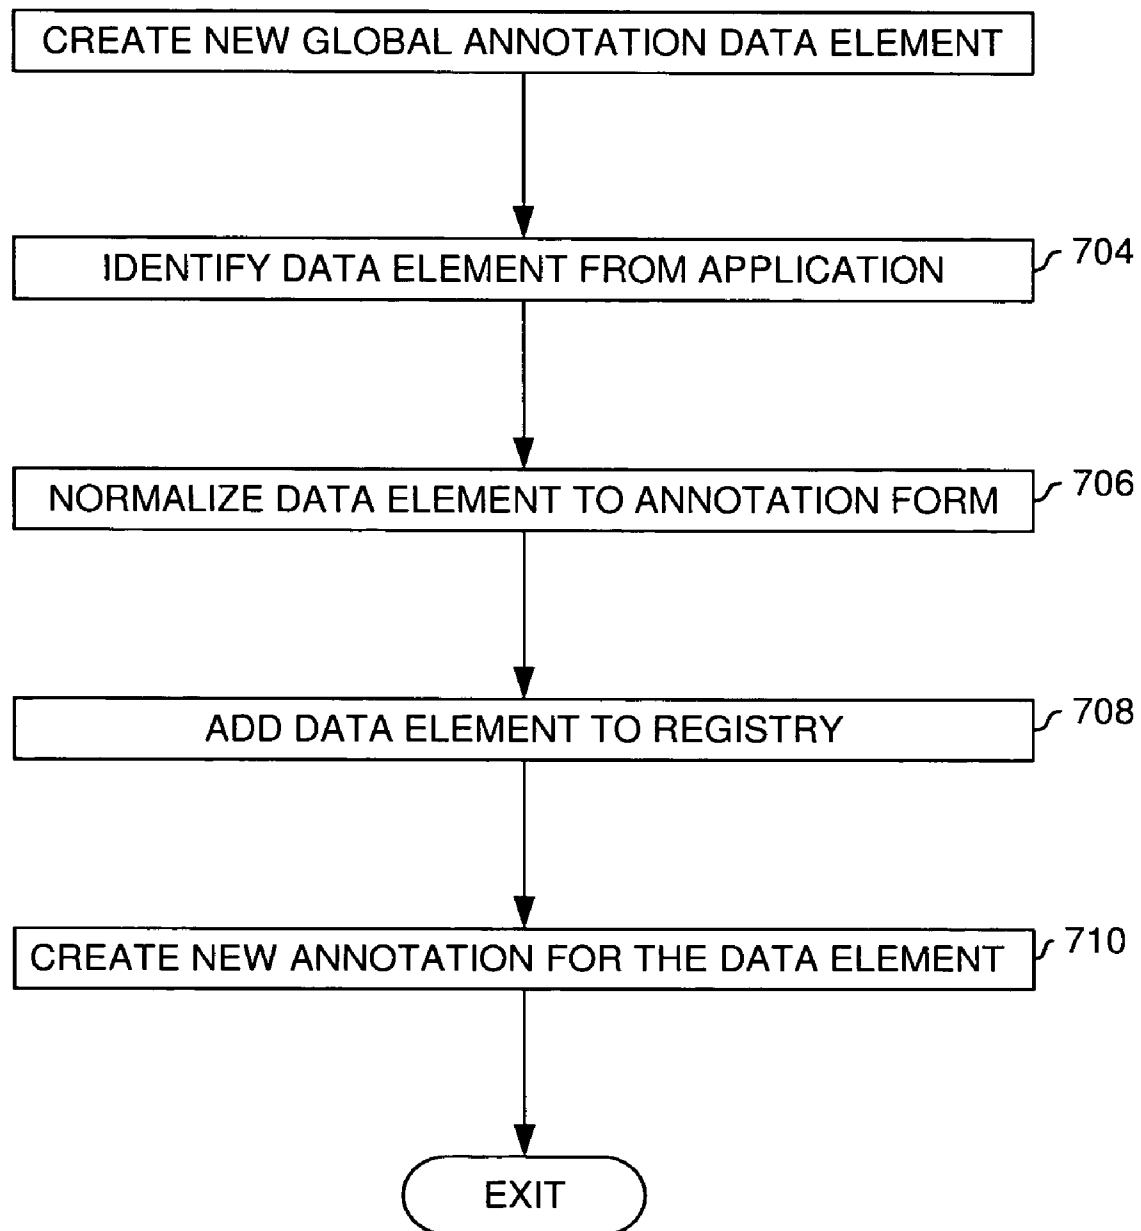 CREATE NEW GLOBAL ANNOTATION DATA ELEMENT
IDENTIFY DATA ELEMENT FROM APPLICATION
704
NORMALIZE DATA ELEMENT TO ANNOTATION FORM
706
ADD DATA ELEMENT TO REGISTRY
708
CREATE NEW ANNOTATION FOR THE DATA ELEMENT
710
EXIT